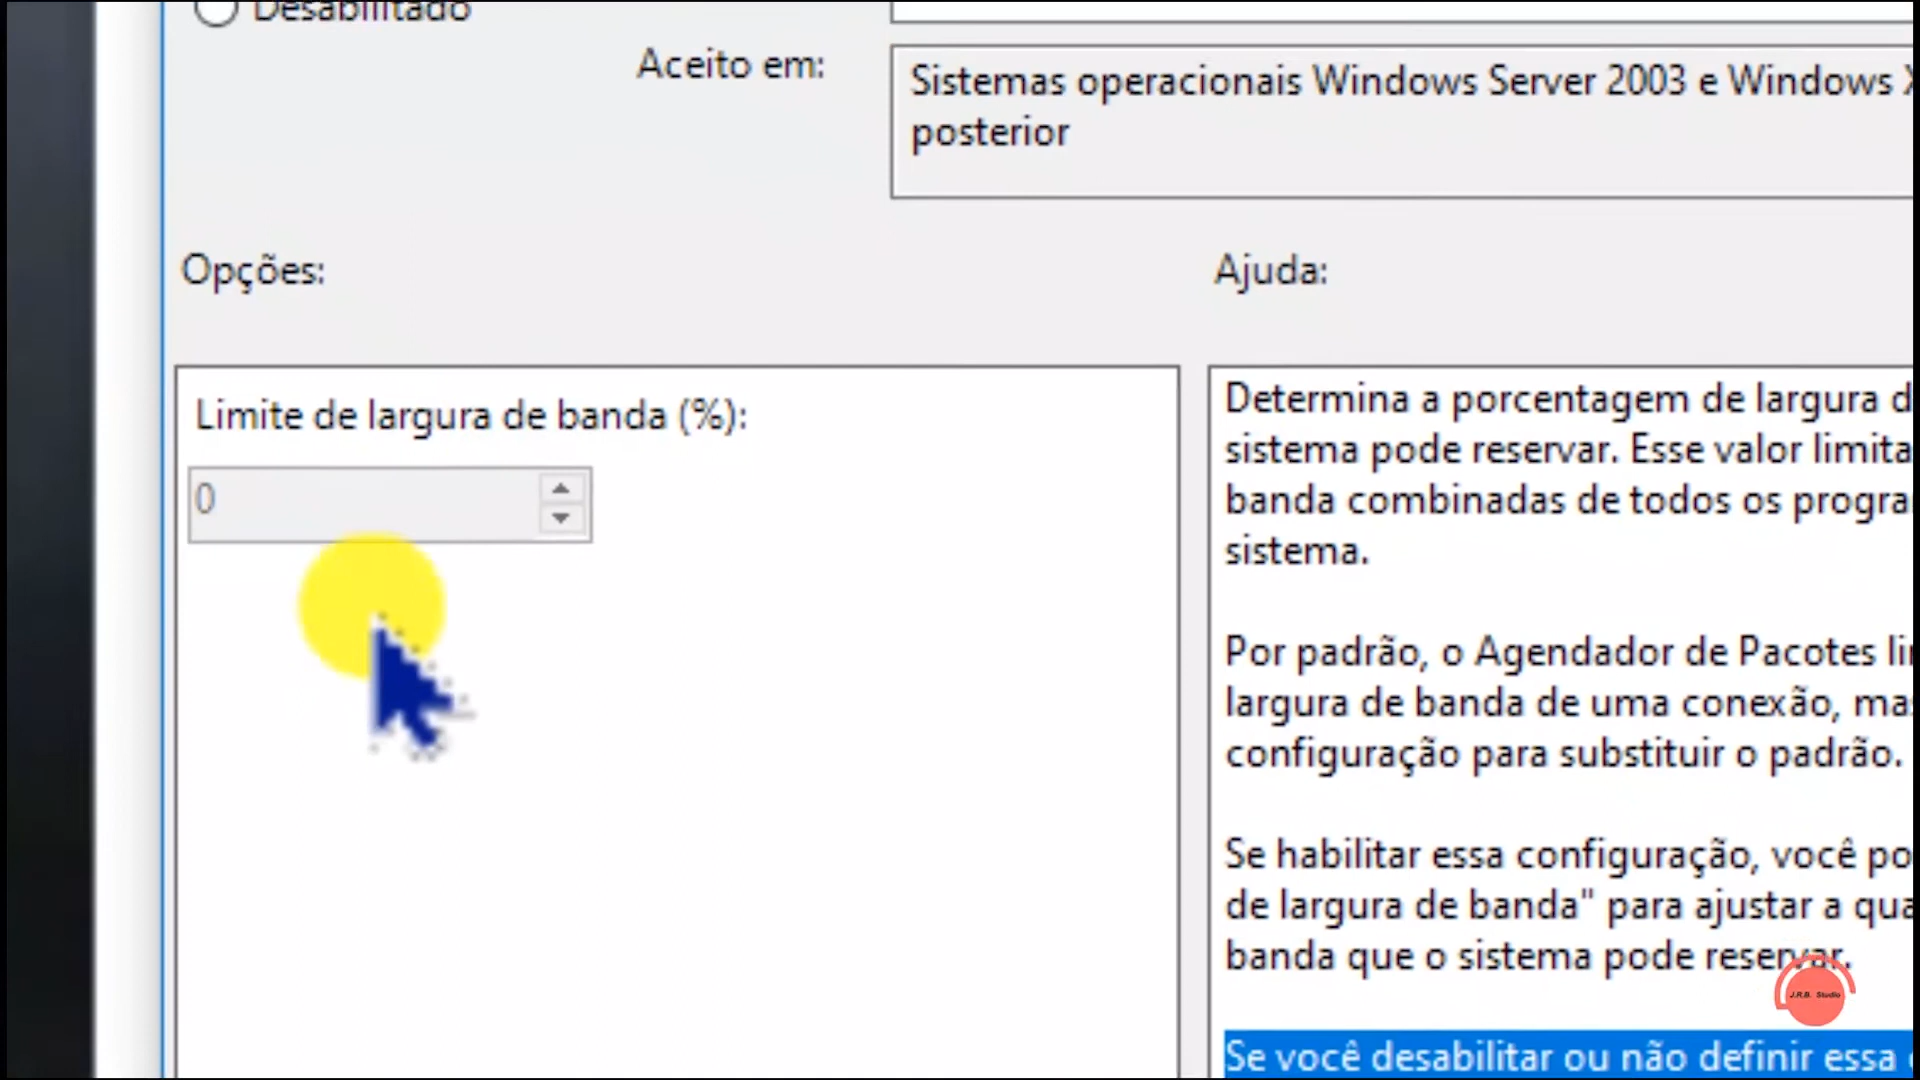 Desabilitado
Aceito em:
Sistemas operacionais Windows Server 2003 e Windows
posterior
Opções:
Ajuda:
Limite de largura de banda (%):
0
Determina a porcentagem de largura d
sistema pode reservar. Esse valor limita
banda combinadas de todos os progra
sistema.
Por padrão, o Agendador de Pacotes li
largura de banda de uma conexão, mas
configuração para substituir o padrão.
Se habilitar essa configuração, você po
de largura de banda" para ajustar a qua
banda que o sistema pode reservar.
J.R.B. Studio
Se você desabilitar ou não definir essa